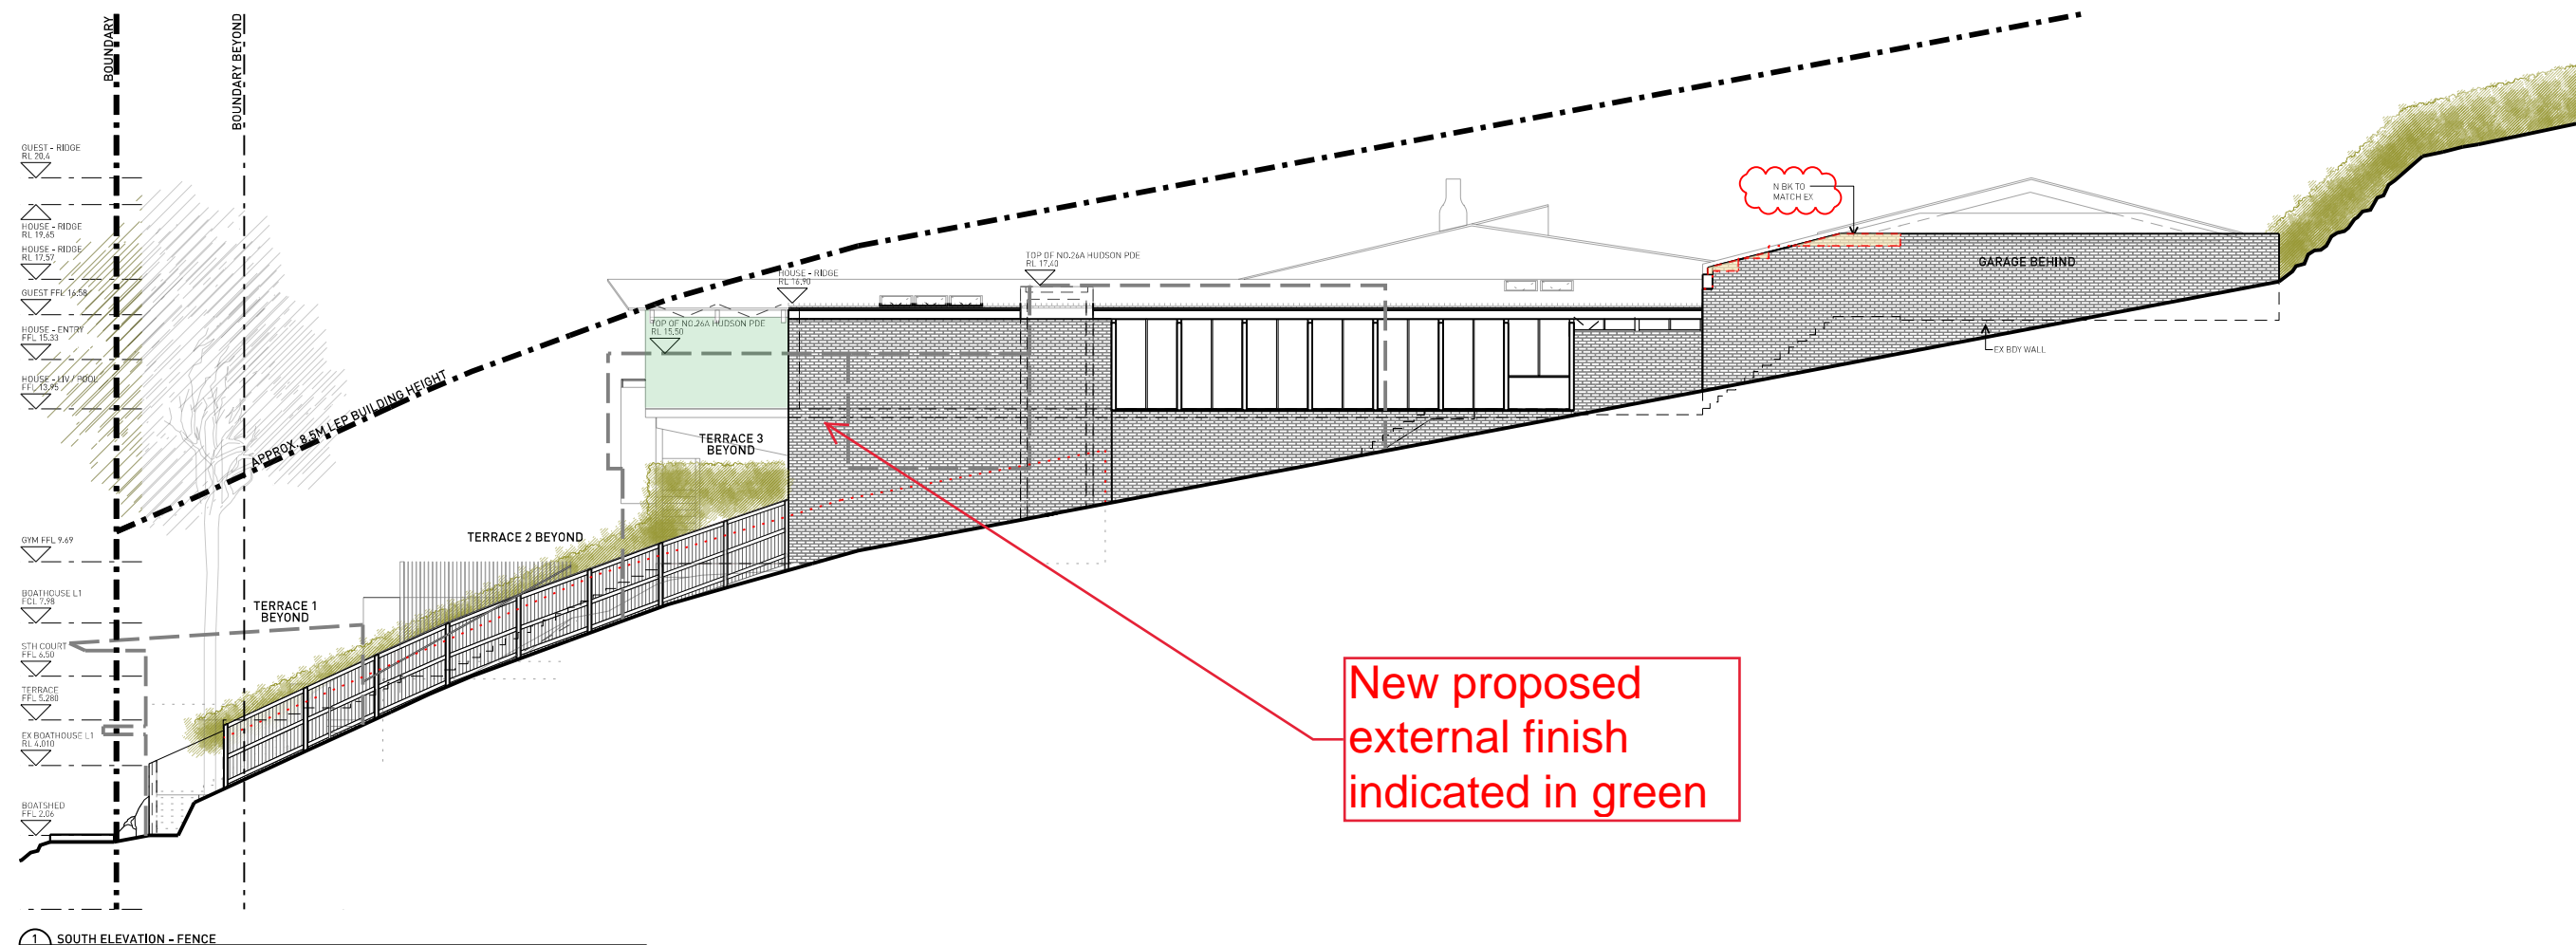 BOUNDARY
BOUNDARY BEYOND
GUEST - RIDGE
RL 20.4
HOUSE - RIDGE
RL 19.65
HOUSE - RIDGE
RL 17.57
GUEST FFL 16.58
HOUSE - ENTRY
FFL 15.33
HOUSE - LIV / POOL
FFL 13.95
GYM FFL 9.69
BOATHOUSE L1
FCL 7.98
STH COURT
FFL 6.50
TERRACE
FFL 5.280
EX BOATHOUSE L1
RL 4.010
BOATSHED
FFL 2.06
APPROX. 8.5M LEP BUILDING HEIGHT
TERRACE 1
BEYOND
TERRACE 2 BEYOND
TERRACE 3
BEYOND
TOP OF NO.26A HUDSON PDE
RL 15.50
HOUSE - RIDGE
RL 16.90
TOP OF NO.26A HUDSON PDE
RL 17.40
N BK TO
MATCH EX
GARAGE BEHIND
EX BDY WALL
New proposed
external finish
indicated in green
1 SOUTH ELEVATION - FENCE